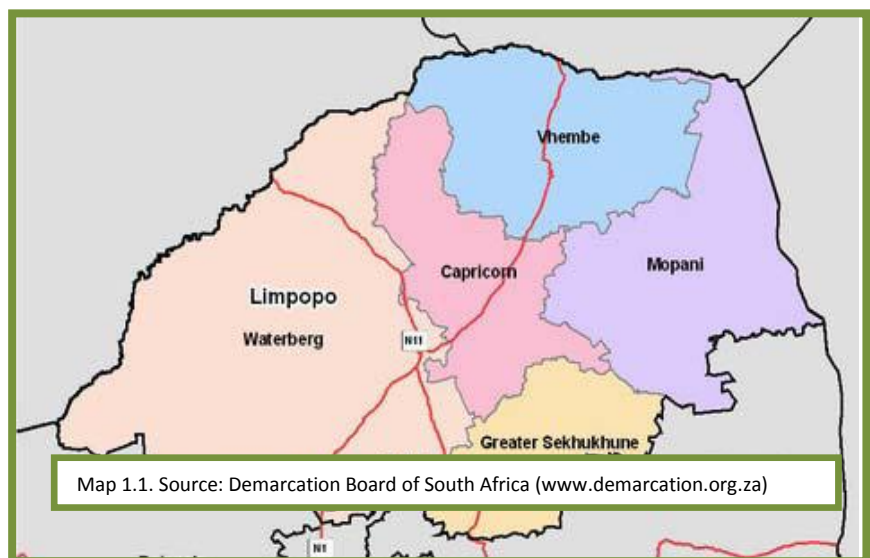 Vhembe
Capricorn
Mopani
Limpopo
Waterberg
N11
Greater Sekhukhune
Map 1.1. Source: Demarcation Board of South Africa (www.demarcation.org.za)
N1